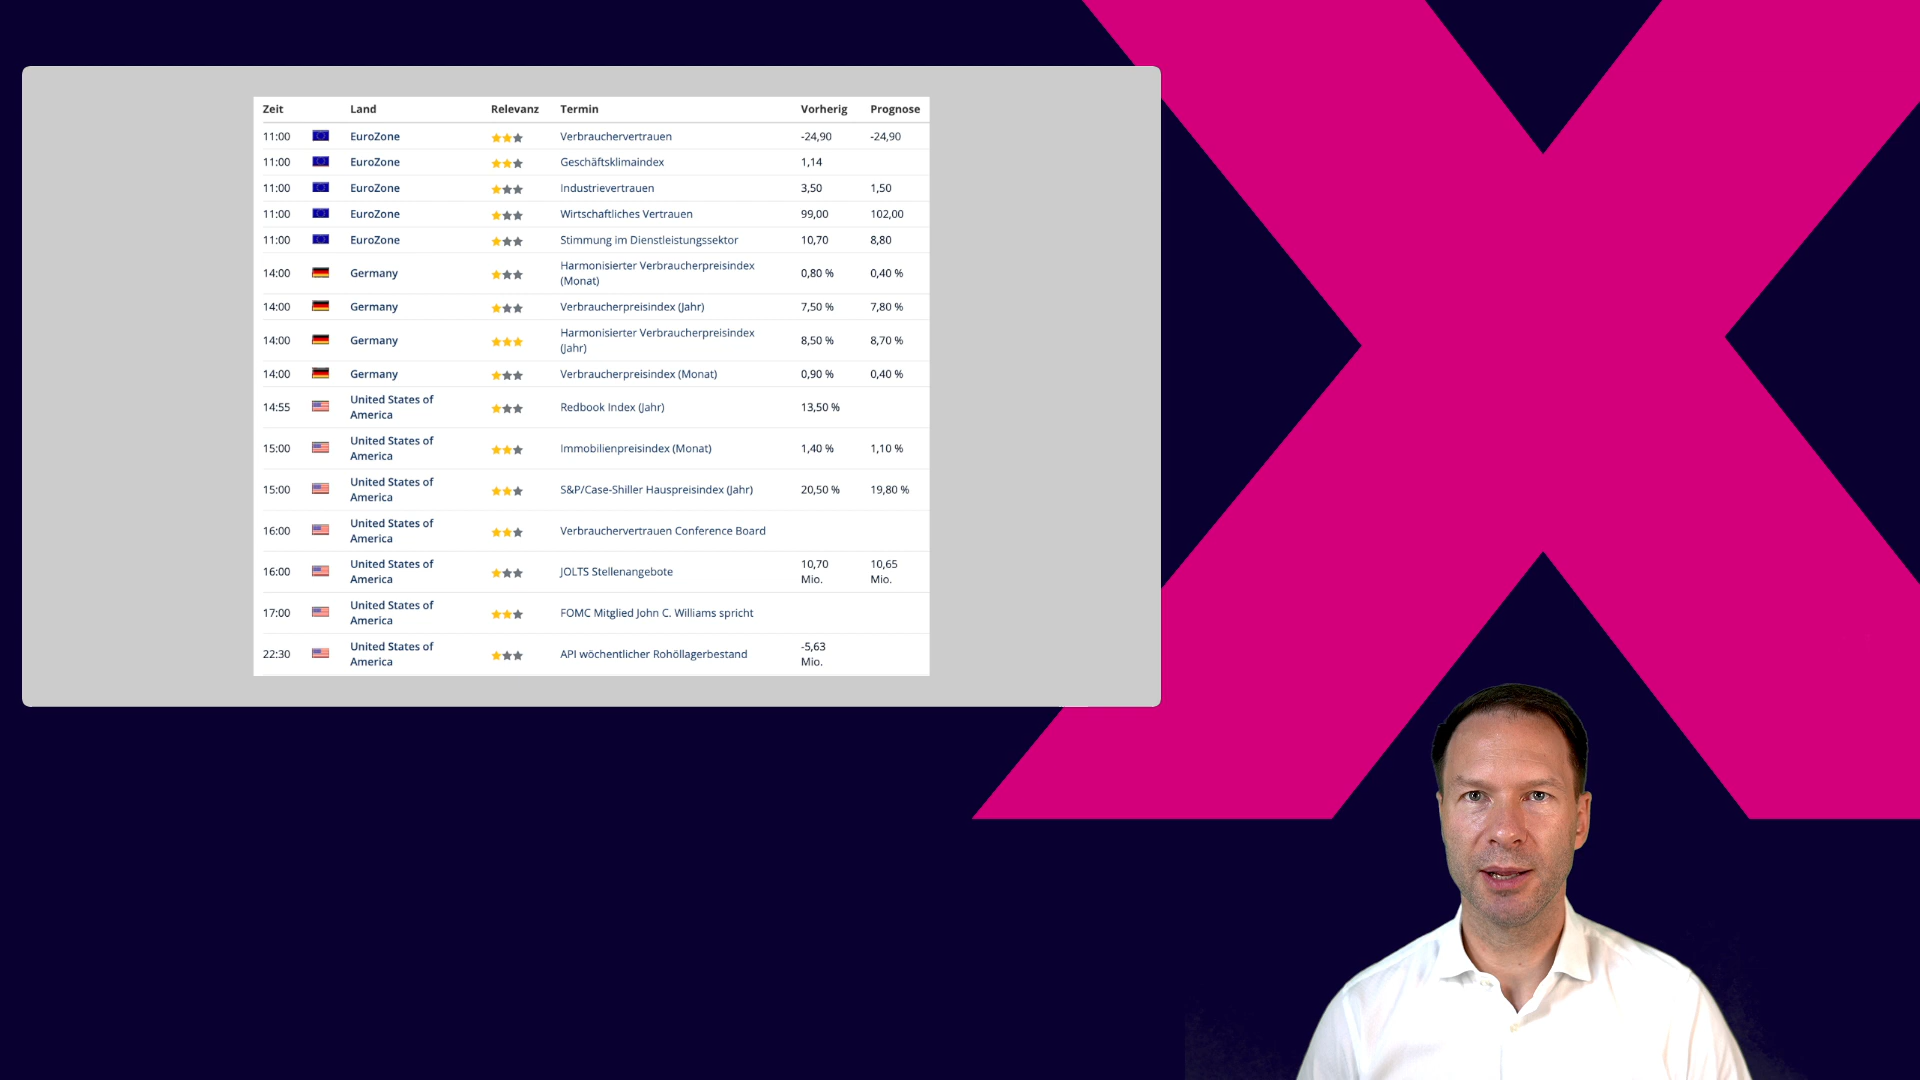 Zeit Land Relevanz Termin Vorherig Prognose
11:00 EuroZone Verbrauchervertrauen -24,90 -24,90
11:00 EuroZone Geschäftsklimaindex 1,14
11:00 EuroZone Industrievertrauen 3,50 1,50
11:00 EuroZone Wirtschaftliches Vertrauen 99,00 102,00
11:00 EuroZone Stimmung im Dienstleistungssektor 10,70 8,80
14:00 Germany Harmonisierter Verbraucherpreisindex
(Monat) 0,80 % 0,40 %
14:00 Germany Verbraucherpreisindex (Jahr) 7,50 % 7,80 %
14:00 Germany Harmonisierter Verbraucherpreisindex
(Jahr) 8,50 % 8,70 %
14:00 Germany Verbraucherpreisindex (Monat) 0,90 % 0,40 %
14:55 United States of
America Redbook Index (Jahr) 13,50 %
15:00 United States of
America Immobilienpreisindex (Monat) 1,40 % 1,10 %
15:00 United States of
America S&P/Case-Shiller Hauspreisindex (Jahr) 20,50 % 19,80 %
16:00 United States of
America Verbrauchervertrauen Conference Board
16:00 United States of
America JOLTS Stellenangebote 10,70
Mio. 10,65
Mio.
17:00 United States of
America FOMC Mitglied John C. Williams spricht
22:30 United States of
America API wöchentlicher Rohöllagerbestand -5,63
Mio.